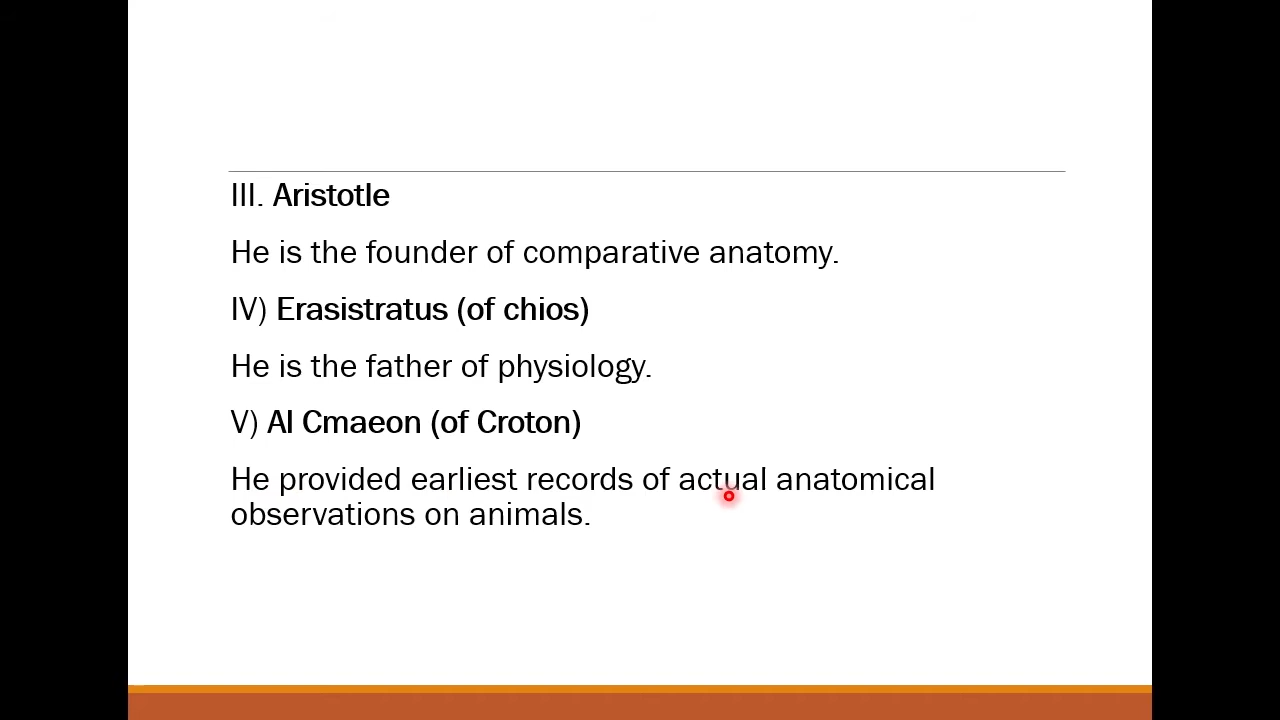 III. Aristotle
He is the founder of comparative anatomy.
IV) Erasistratus (of chios)
He is the father of physiology.
V) Al Cmaeon (of Croton)
He provided earliest records of actual anatomical
observations on animals.